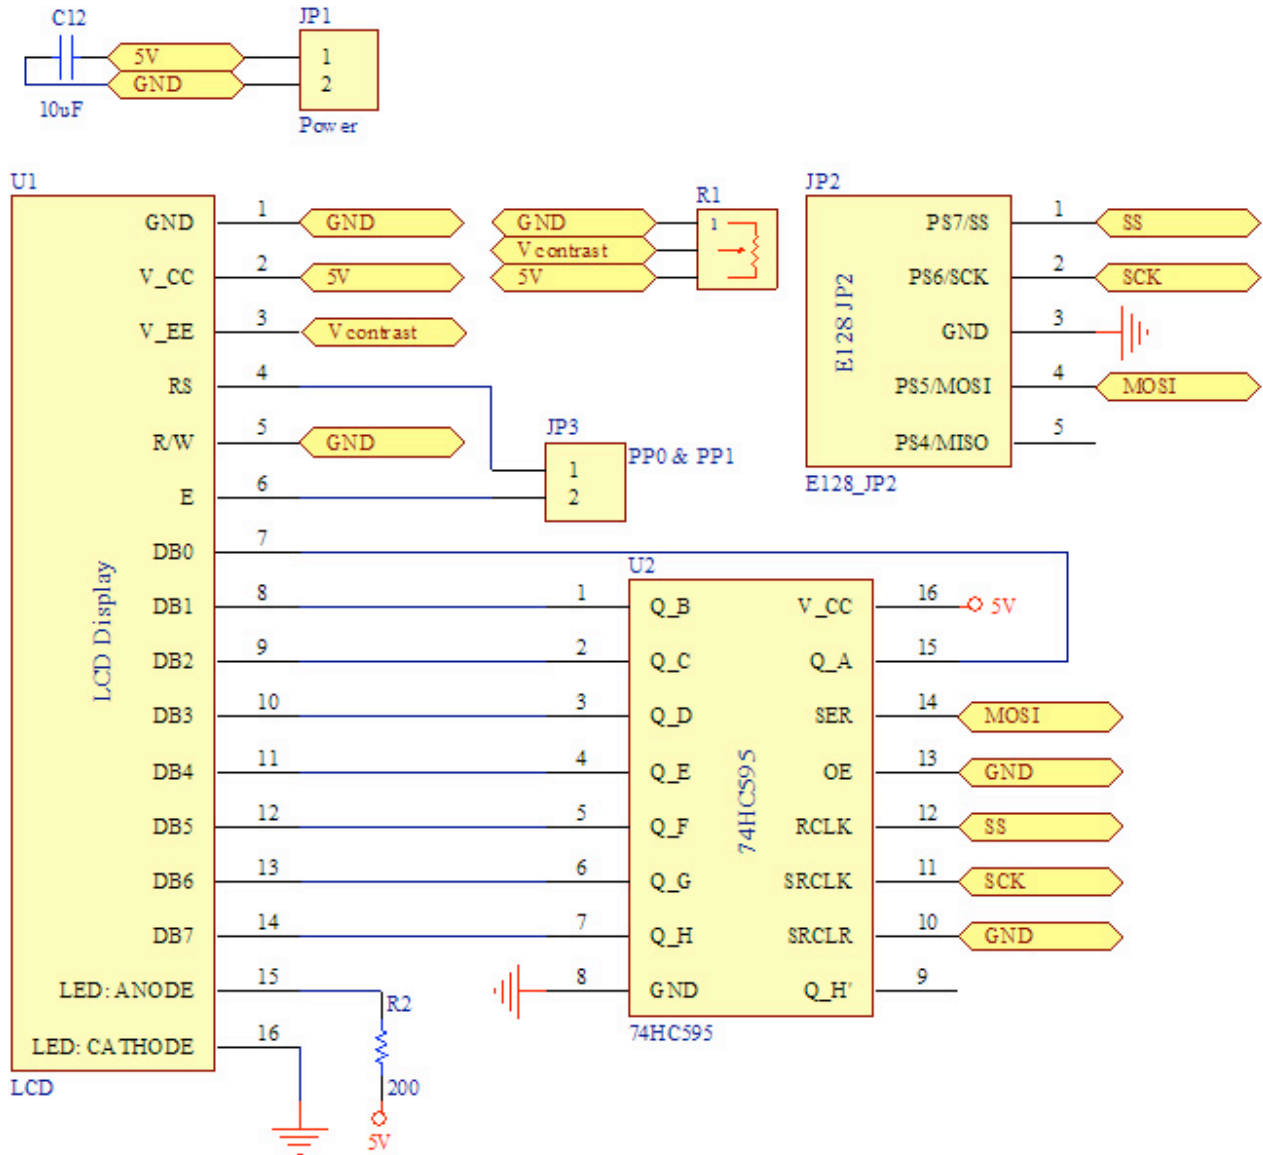 C12
10uF
5V
GND
JP1
1
2
Power
U1
LCD Display
GND 1 GND
V_CC 2 5V
V_EE 3 Vcontrast
RS 4
R/W 5 GND
E 6
DB0 7
DB1 8
DB2 9
DB3 10
DB4 11
DB5 12
DB6 13
DB7 14
LED: ANODE 15
LED: CATHODE 16
LCD
R2
200
5V
R1
GND 1
Vcontrast
5V
JP3
PP0 & PP1
1
2
JP2
E128 JP2
PS7/SS 1 SS
PS6/SCK 2 SCK
GND 3
PS5/MOSI 4 MOSI
PS4/MISO 5
E128_JP2
U2
74HC595
1 Q_B V_CC 16 5V
2 Q_C Q_A 15
3 Q_D SER 14 MOSI
4 Q_E OE 13 GND
5 Q_F RCLK 12 SS
6 Q_G SRCLK 11 SCK
7 Q_H SRCLR 10 GND
8 GND Q_H' 9
74HC595